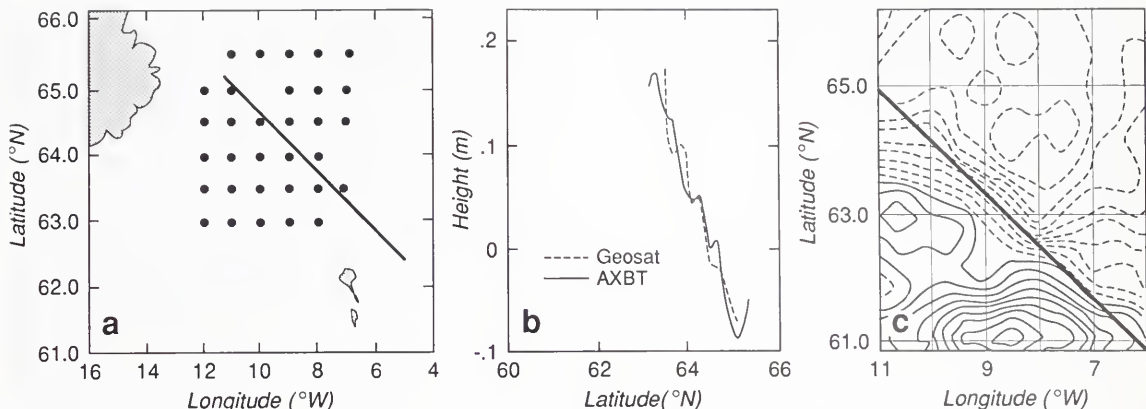 66.0
65.0
64.0
63.0
62.0
61.0
Latitude (°N)
16
14
12
10
8
6
4
Longitude (°W)
a
.2
.1
0
-.1
Height (m)
60
62
64
66
Latitude(°N)
Geosat
AXBT
b
65.0
63.0
61.0
Latitude (°N)
11
9
7
Longitude (°W)
c